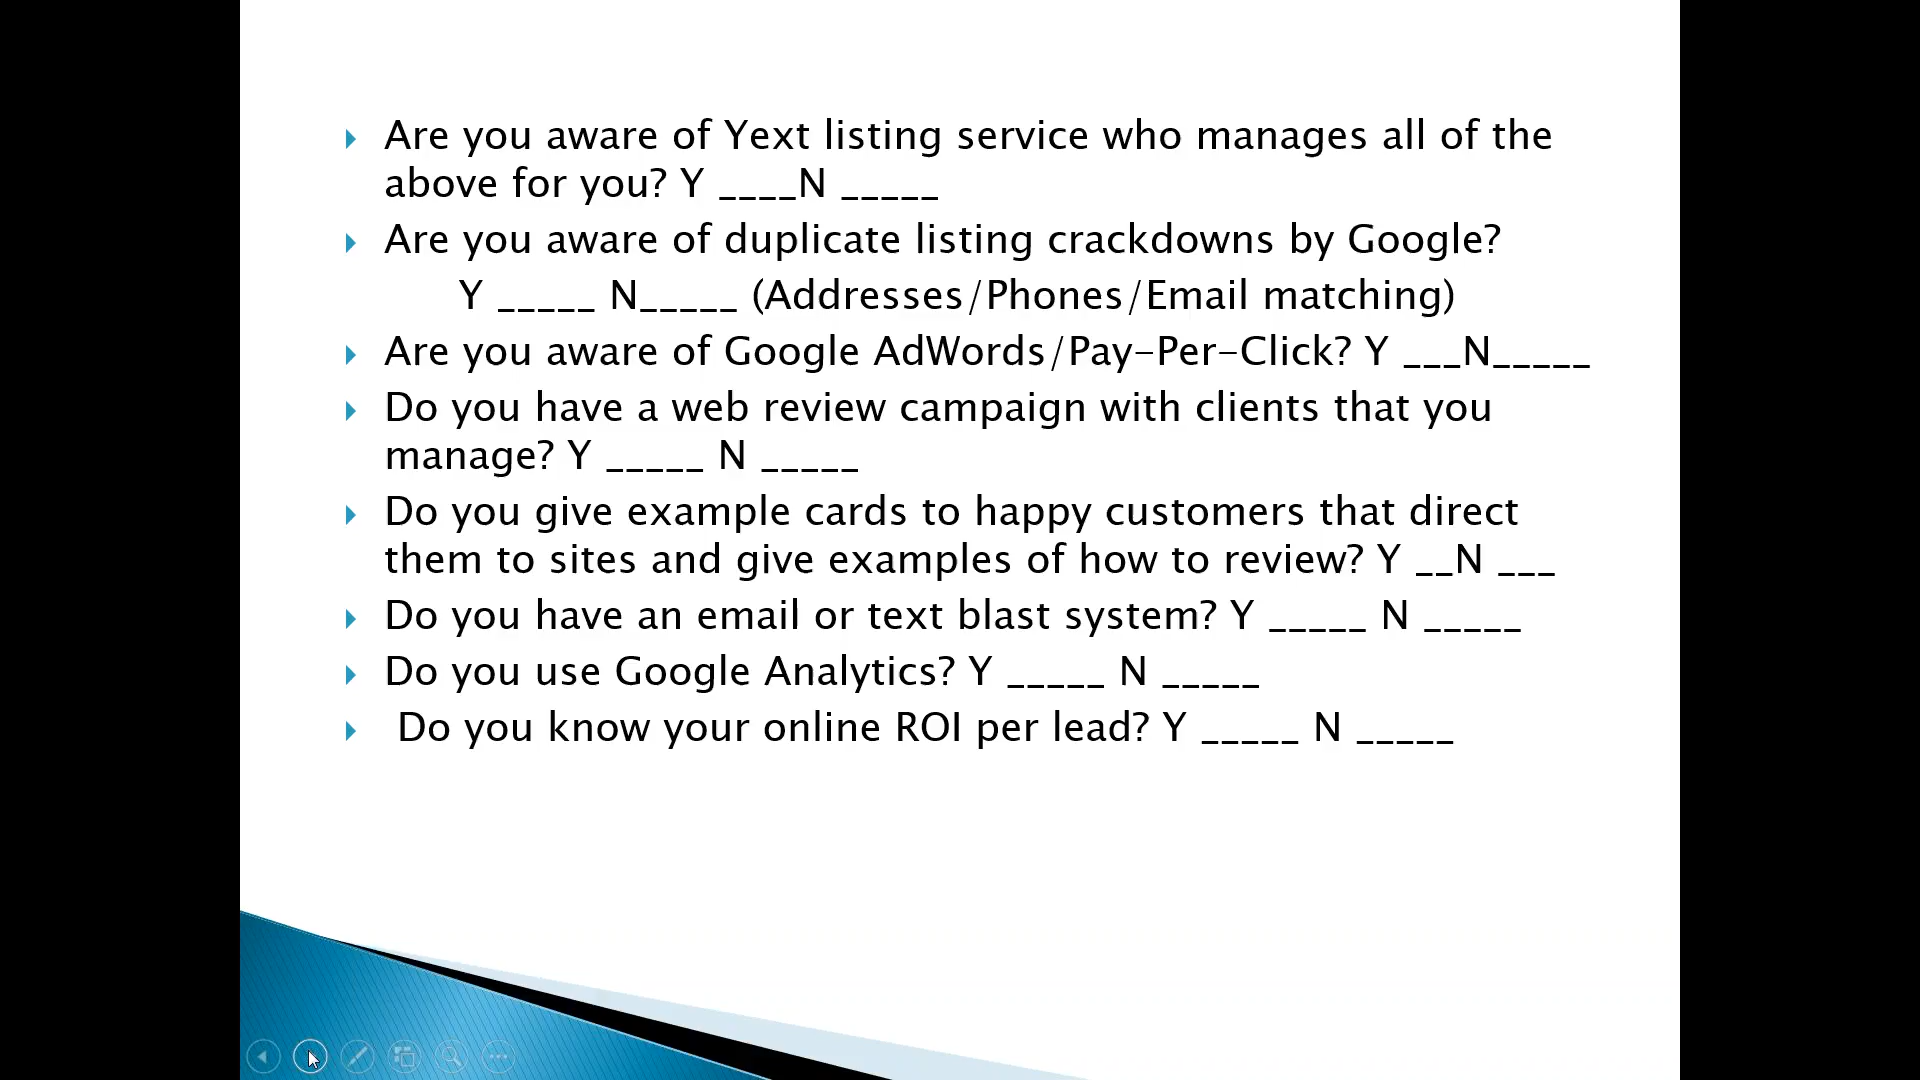 Are you aware of Yext listing service who manages all of the
above for you? Y ____N _____
Are you aware of duplicate listing crackdowns by Google?
Y _____ N_____ (Addresses/Phones/Email matching)
Are you aware of Google AdWords/Pay-Per-Click? Y ___N_____
Do you have a web review campaign with clients that you
manage? Y _____ N _____
Do you give example cards to happy customers that direct
them to sites and give examples of how to review? Y __N ___
Do you have an email or text blast system? Y _____ N _____
Do you use Google Analytics? Y _____ N _____
Do you know your online ROI per lead? Y _____ N _____